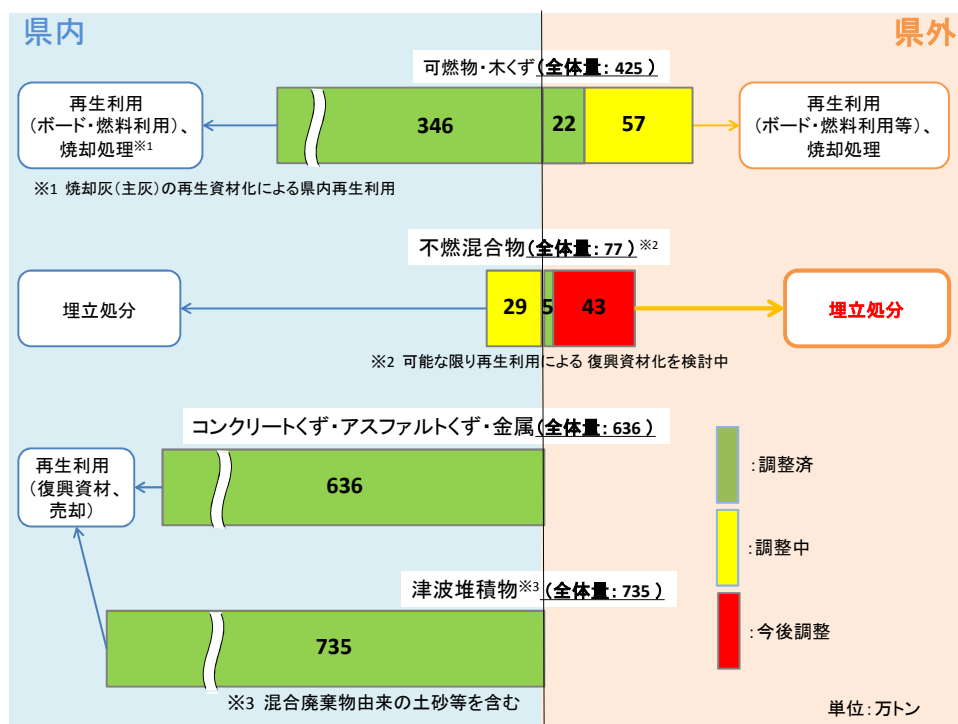 県内
県外
可燃物・木くず(全体量:425)
再生利用
(ボード・燃料利用)、
焼却処理※1
346
22
57
再生利用
(ボード・燃料利用等)、
焼却処理
※1 焼却灰(主灰)の再生資材化による県内再生利用
不燃混合物(全体量:77)※2
埋立処分
29
5
43
埋立処分
※2 可能な限り再生利用による 復興資材化を検討中
コンクリートくず・アスファルトくず・金属(全体量:636)
再生利用
(復興資材、
売却)
636
:調整済
:調整中
:今後調整
津波堆積物※3(全体量:735)
735
※3 混合廃棄物由来の土砂等を含む
単位:万トン